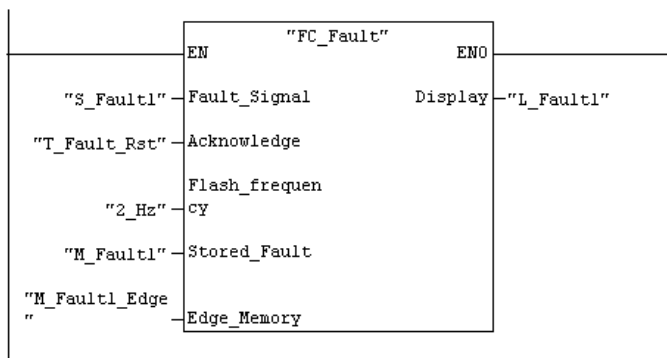 "FC_Fault"
EN ENO
"S_Fault1" Fault_Signal Display "L_Fault1"
"T_Fault_Rst" Acknowledge
Flash_frequen
"2_Hz" cy
"M_Fault1" Stored_Fault
"M_Fault1_Edge
" Edge_Memory